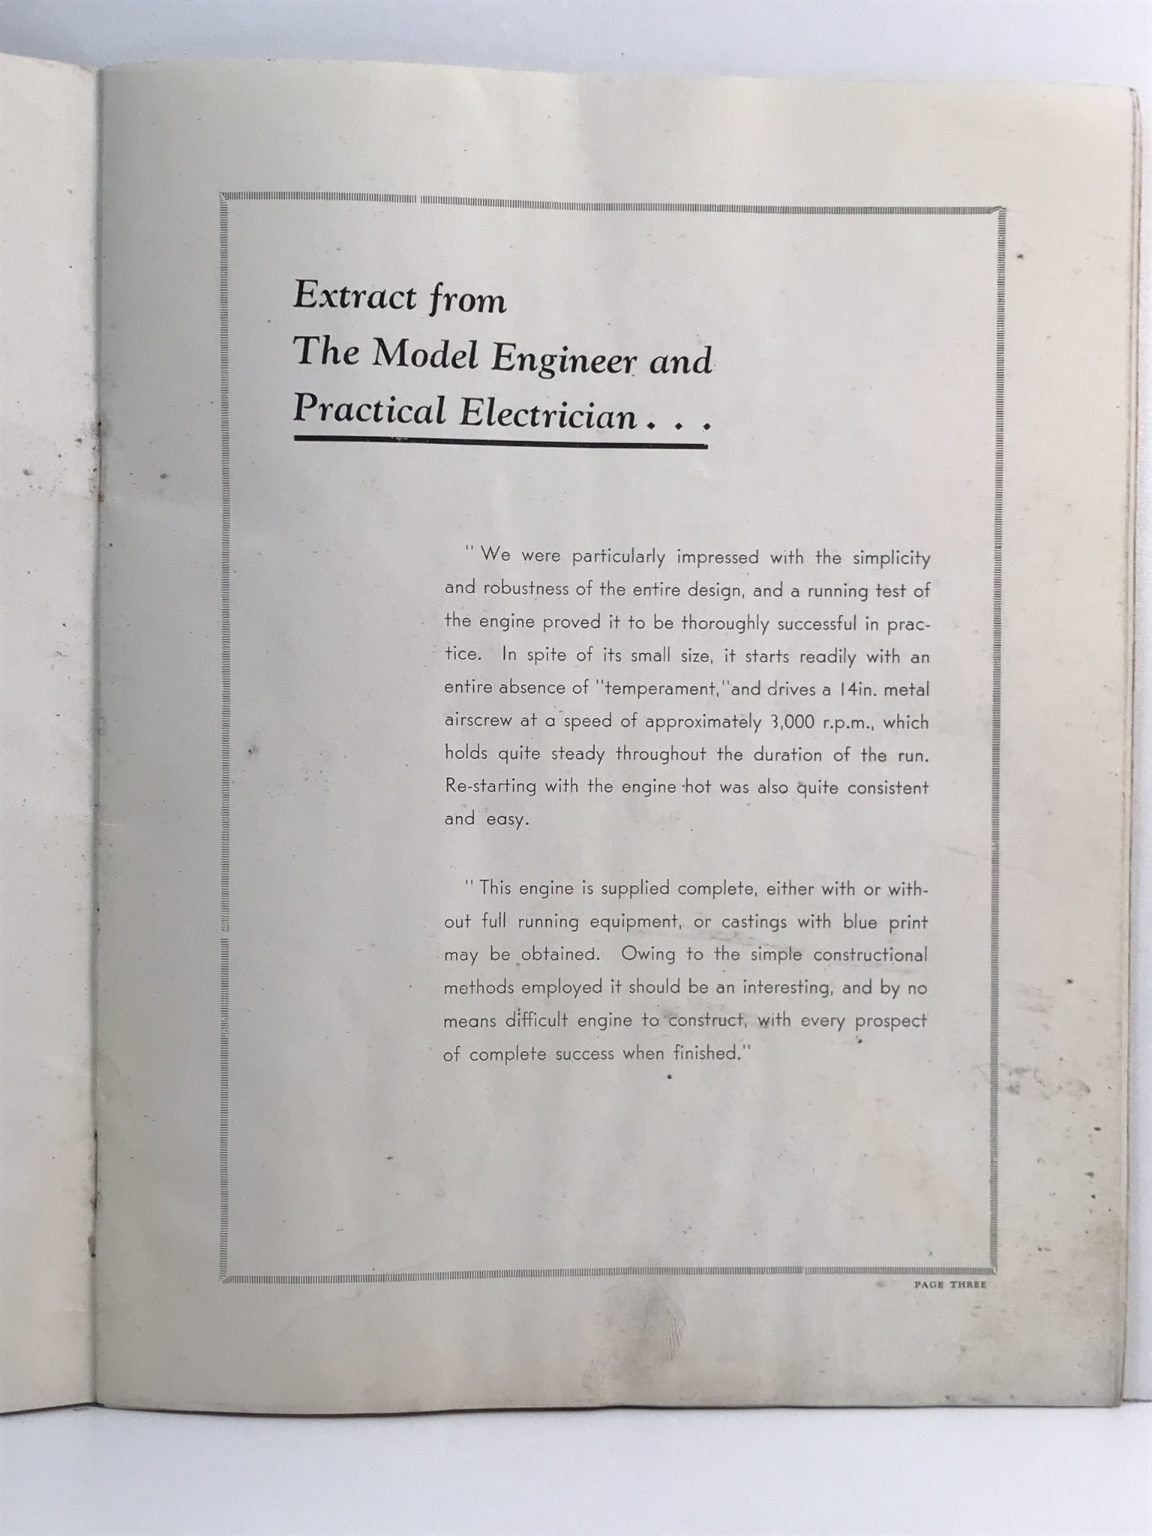 Extract from
The Model Engineer and
Practical Electrician . . .
"We were particularly impressed with the simplicity
and robustness of the entire design, and a running test of
the engine proved it to be thoroughly successful in prac-
tice. In spite of its small size, it starts readily with an
entire absence of "temperament," and drives a 14in. metal
airscrew at a speed of approximately 3,000 r.p.m., which
holds quite steady throughout the duration of the run.
Re-starting with the engine hot was also quite consistent
and easy.
"This engine is supplied complete, either with or with-
out full running equipment, or castings with blue print
may be obtained. Owing to the simple constructional
methods employed it should be an interesting, and by no
means difficult engine to construct, with every prospect
of complete success when finished."
PAGE THREE